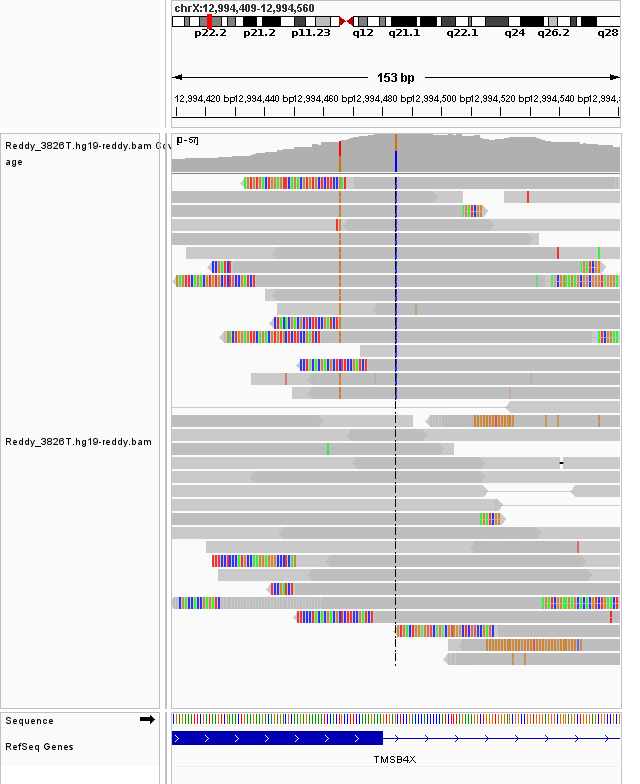 chrX:12,994,409-12,994,560
p22.2 p21.2 p11.23 q12 q21.1 q22.1 q24 q26.2 q28
153 bp
12,994,420 bp 12,994,440 bp 12,994,460 bp 12,994,480 bp 12,994,500 bp 12,994,520 bp 12,994,540 bp
Reddy_3826T.hg19-reddy.bam Cov
age
[0-57]
Reddy_3826T.hg19-reddy.bam
Sequence
RefSeq Genes
TMSB4X